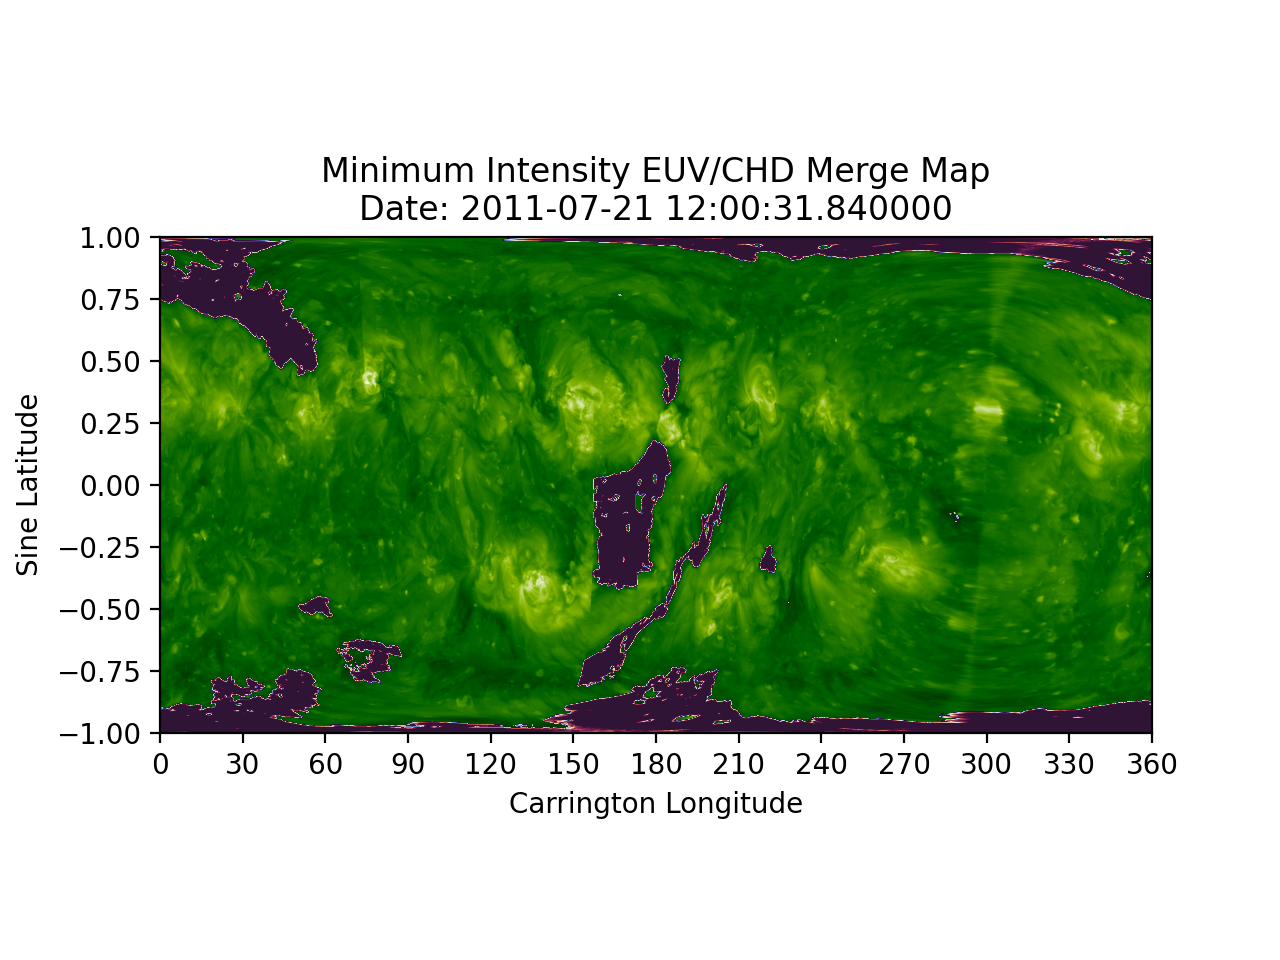 Minimum Intensity EUV/CHD Merge Map
Date: 2011-07-21 12:00:31.840000
1.00
0.75
0.50
0.25
0.00
−0.25
−0.50
−0.75
−1.00
Sine Latitude
0 30 60 90 120 150 180 210 240 270 300 330 360
Carrington Longitude